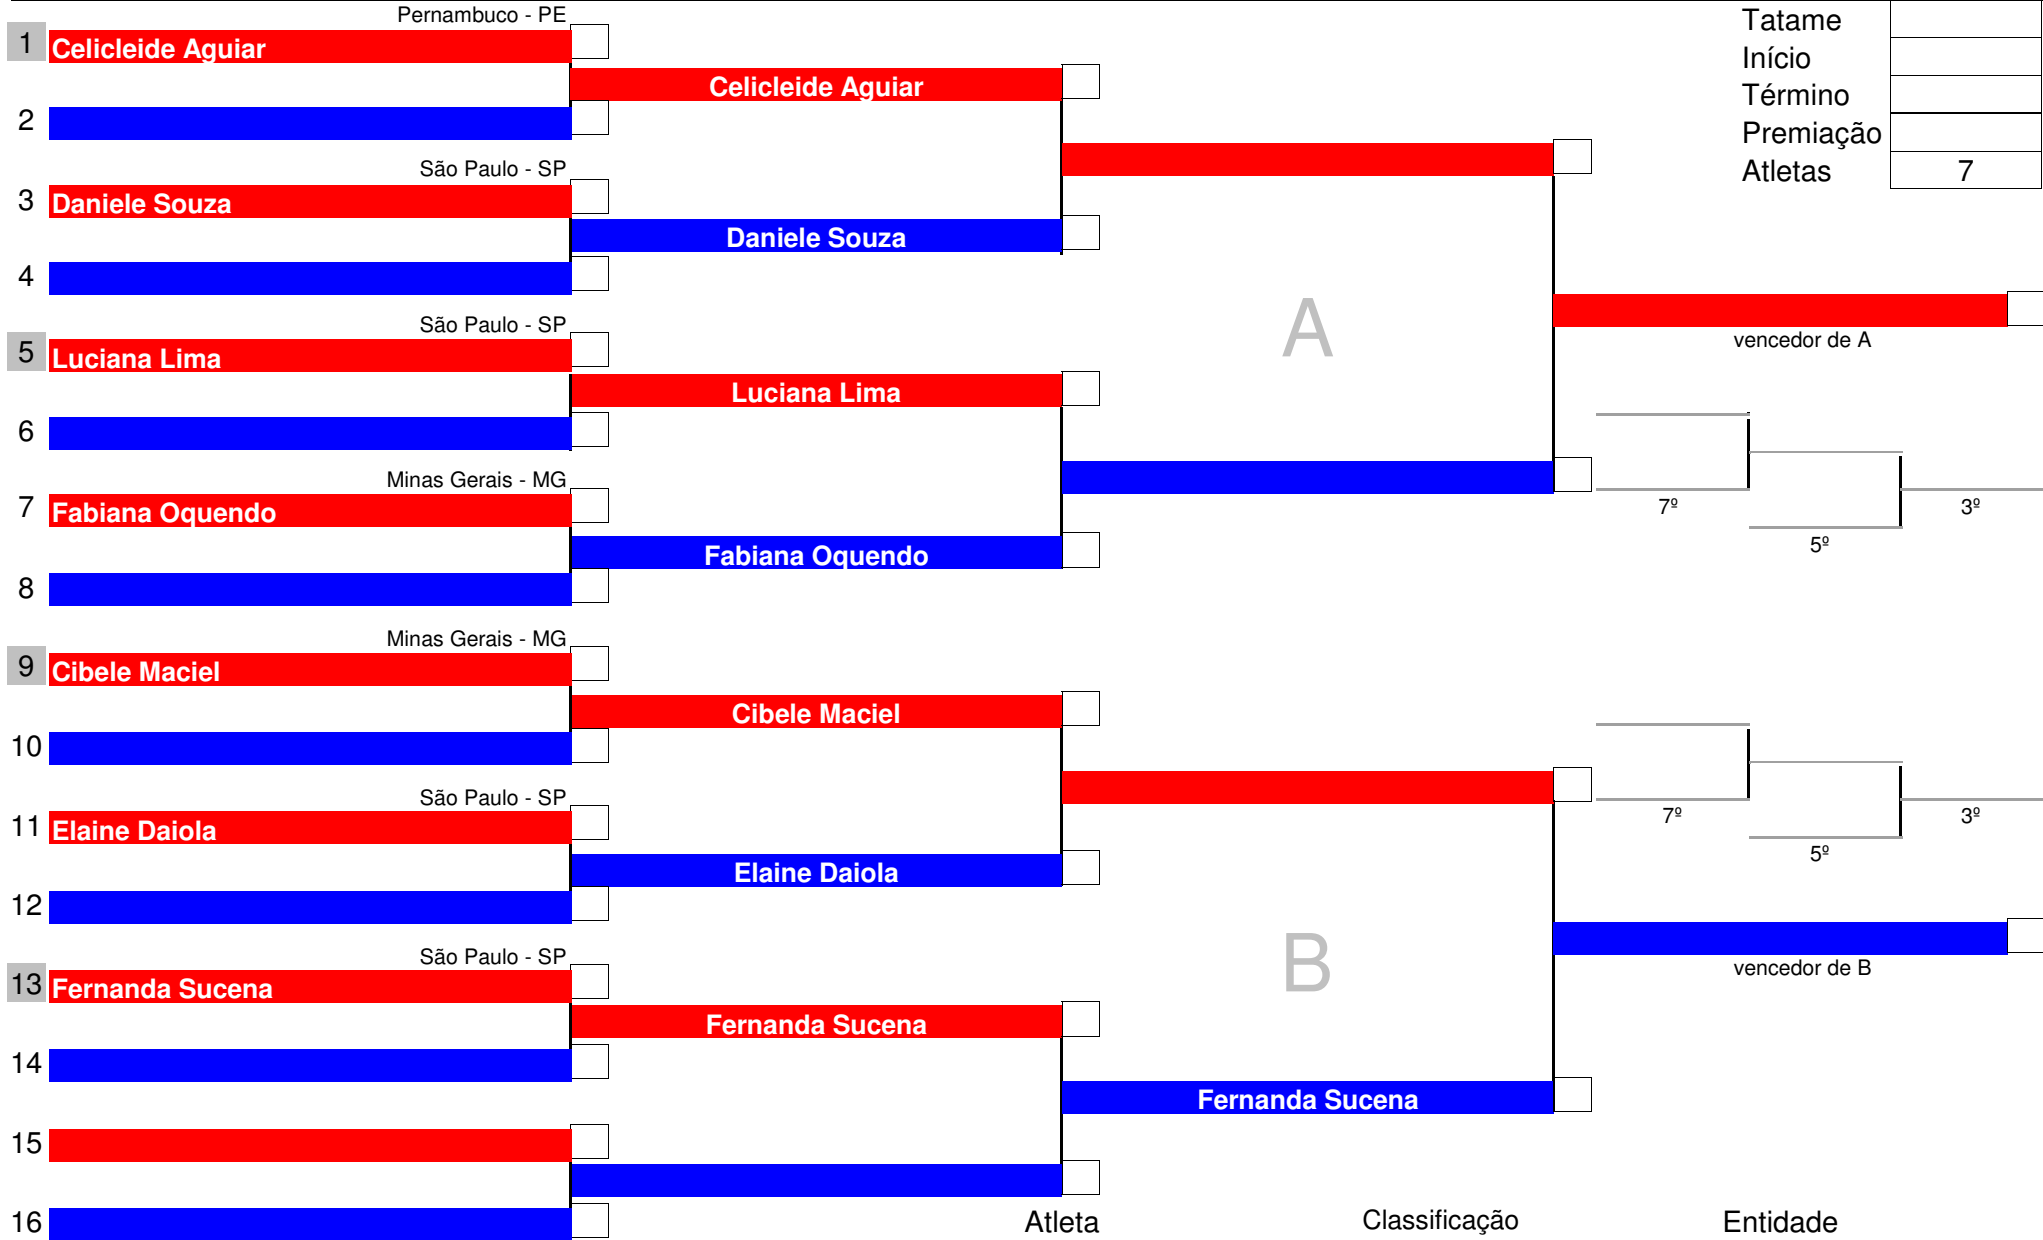 Pernambuco - PE
1 Celicleide Aguiar
Celicleide Aguiar
2
São Paulo - SP
3 Daniele Souza
Daniele Souza
4
São Paulo - SP
5 Luciana Lima
Luciana Lima
6
Minas Gerais - MG
7 Fabiana Oquendo
Fabiana Oquendo
8
Minas Gerais - MG
9 Cibele Maciel
Cibele Maciel
10
São Paulo - SP
11 Elaine Daiola
Elaine Daiola
12
São Paulo - SP
13 Fernanda Sucena
Fernanda Sucena
14
Fernanda Sucena
15
16
A
B
Tatame
Início
Término
Premiação
Atletas 7
vencedor de A
7º
3º
5º
7º
3º
5º
vencedor de B
Atleta Classificação Entidade